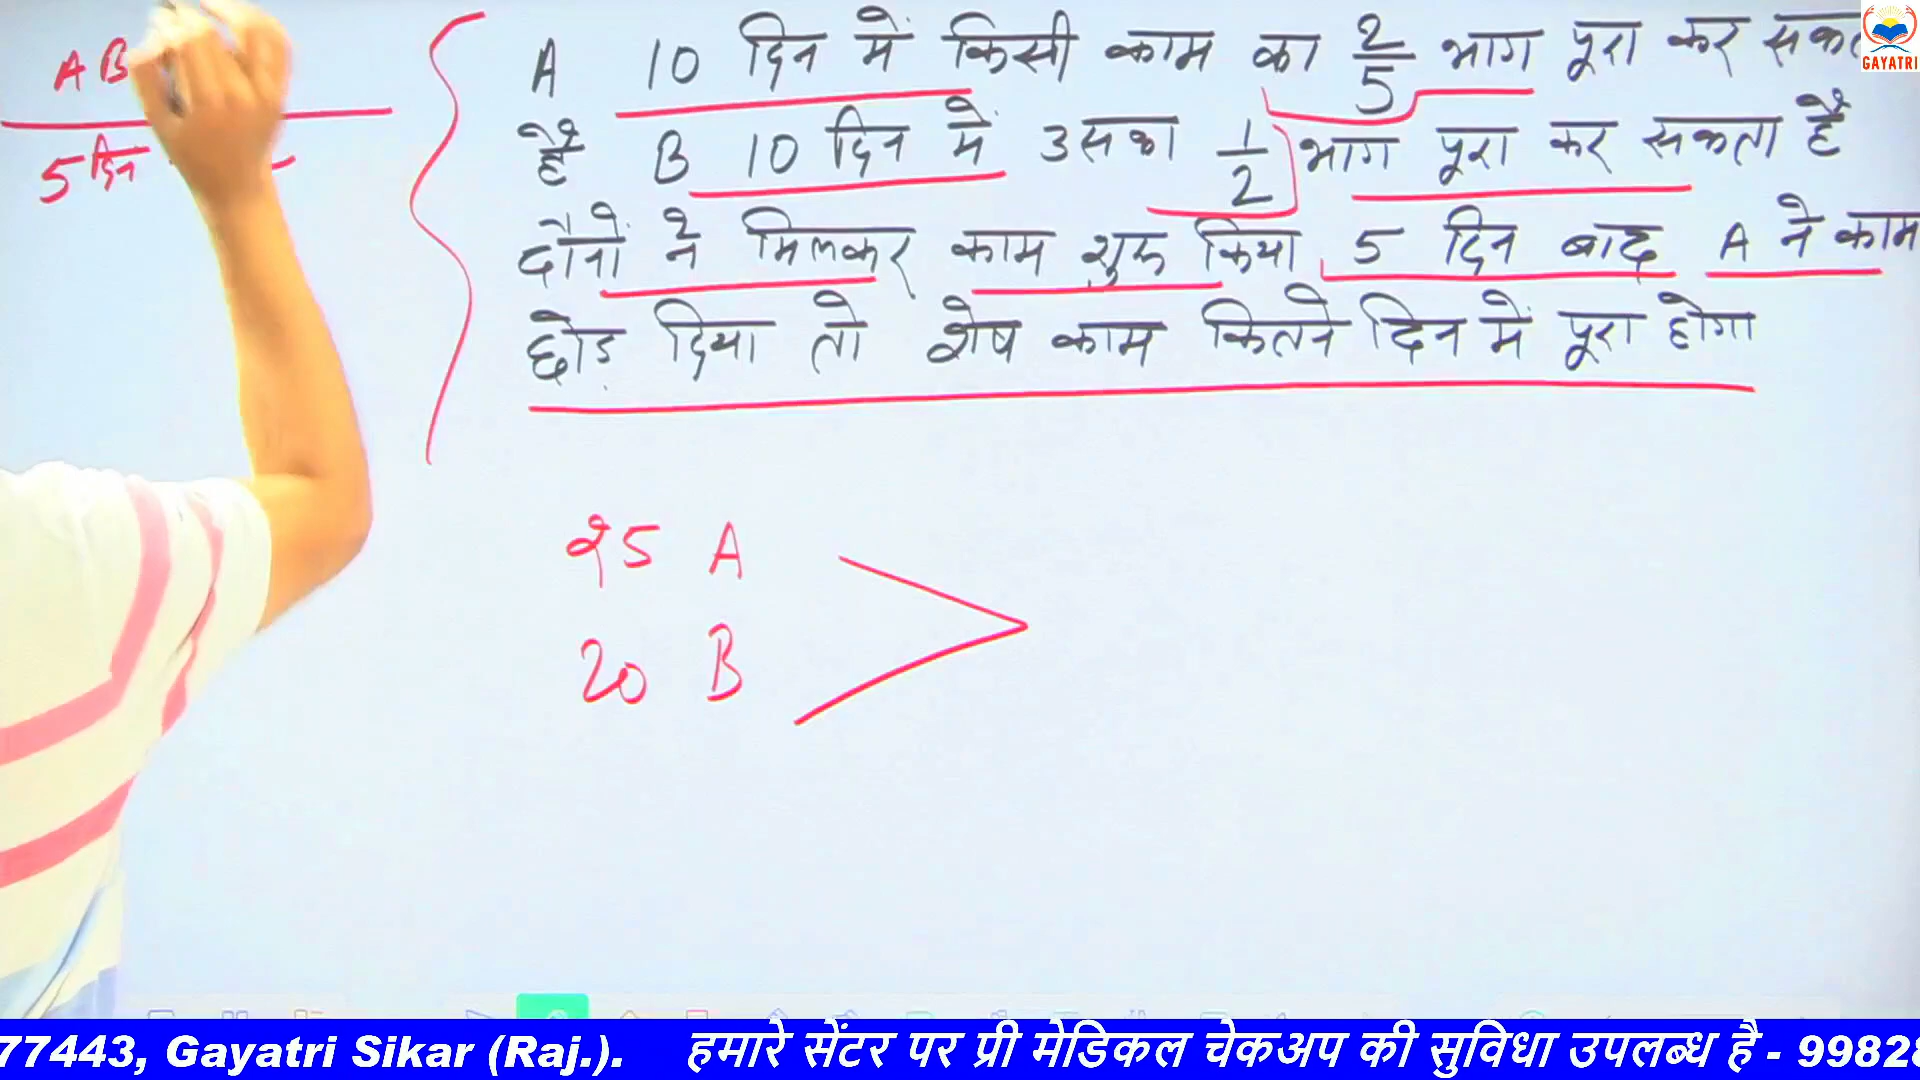 A B
5 दिन
A 10 दिन में किसी काम का 2/5 भाग पूरा कर
है B 10 दिन में उसका 1/2 भाग पूरा कर सकता है
दोनों ने मिलकर काम शुरू किया 5 दिन बाद A ने काम
छोड़ दिया तो शेष काम कितने दिन में पूरा होगा
25 A
20 B
GAYATRI
77443, Gayatri Sikar (Raj.). हमारे सेंटर पर प्री मेडिकल चेकअप की सुविधा उपलब्ध है - 9982